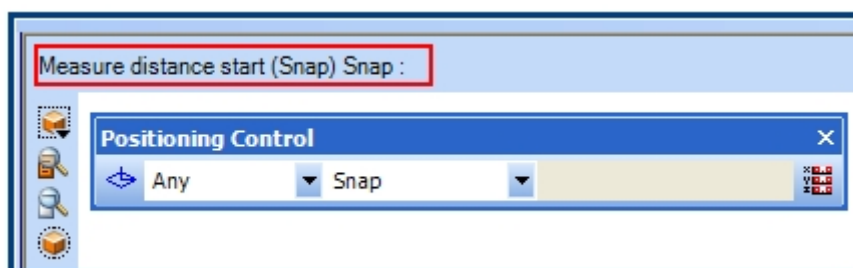 Measure distance start (Snap) Snap :
Positioning Control
Any Snap